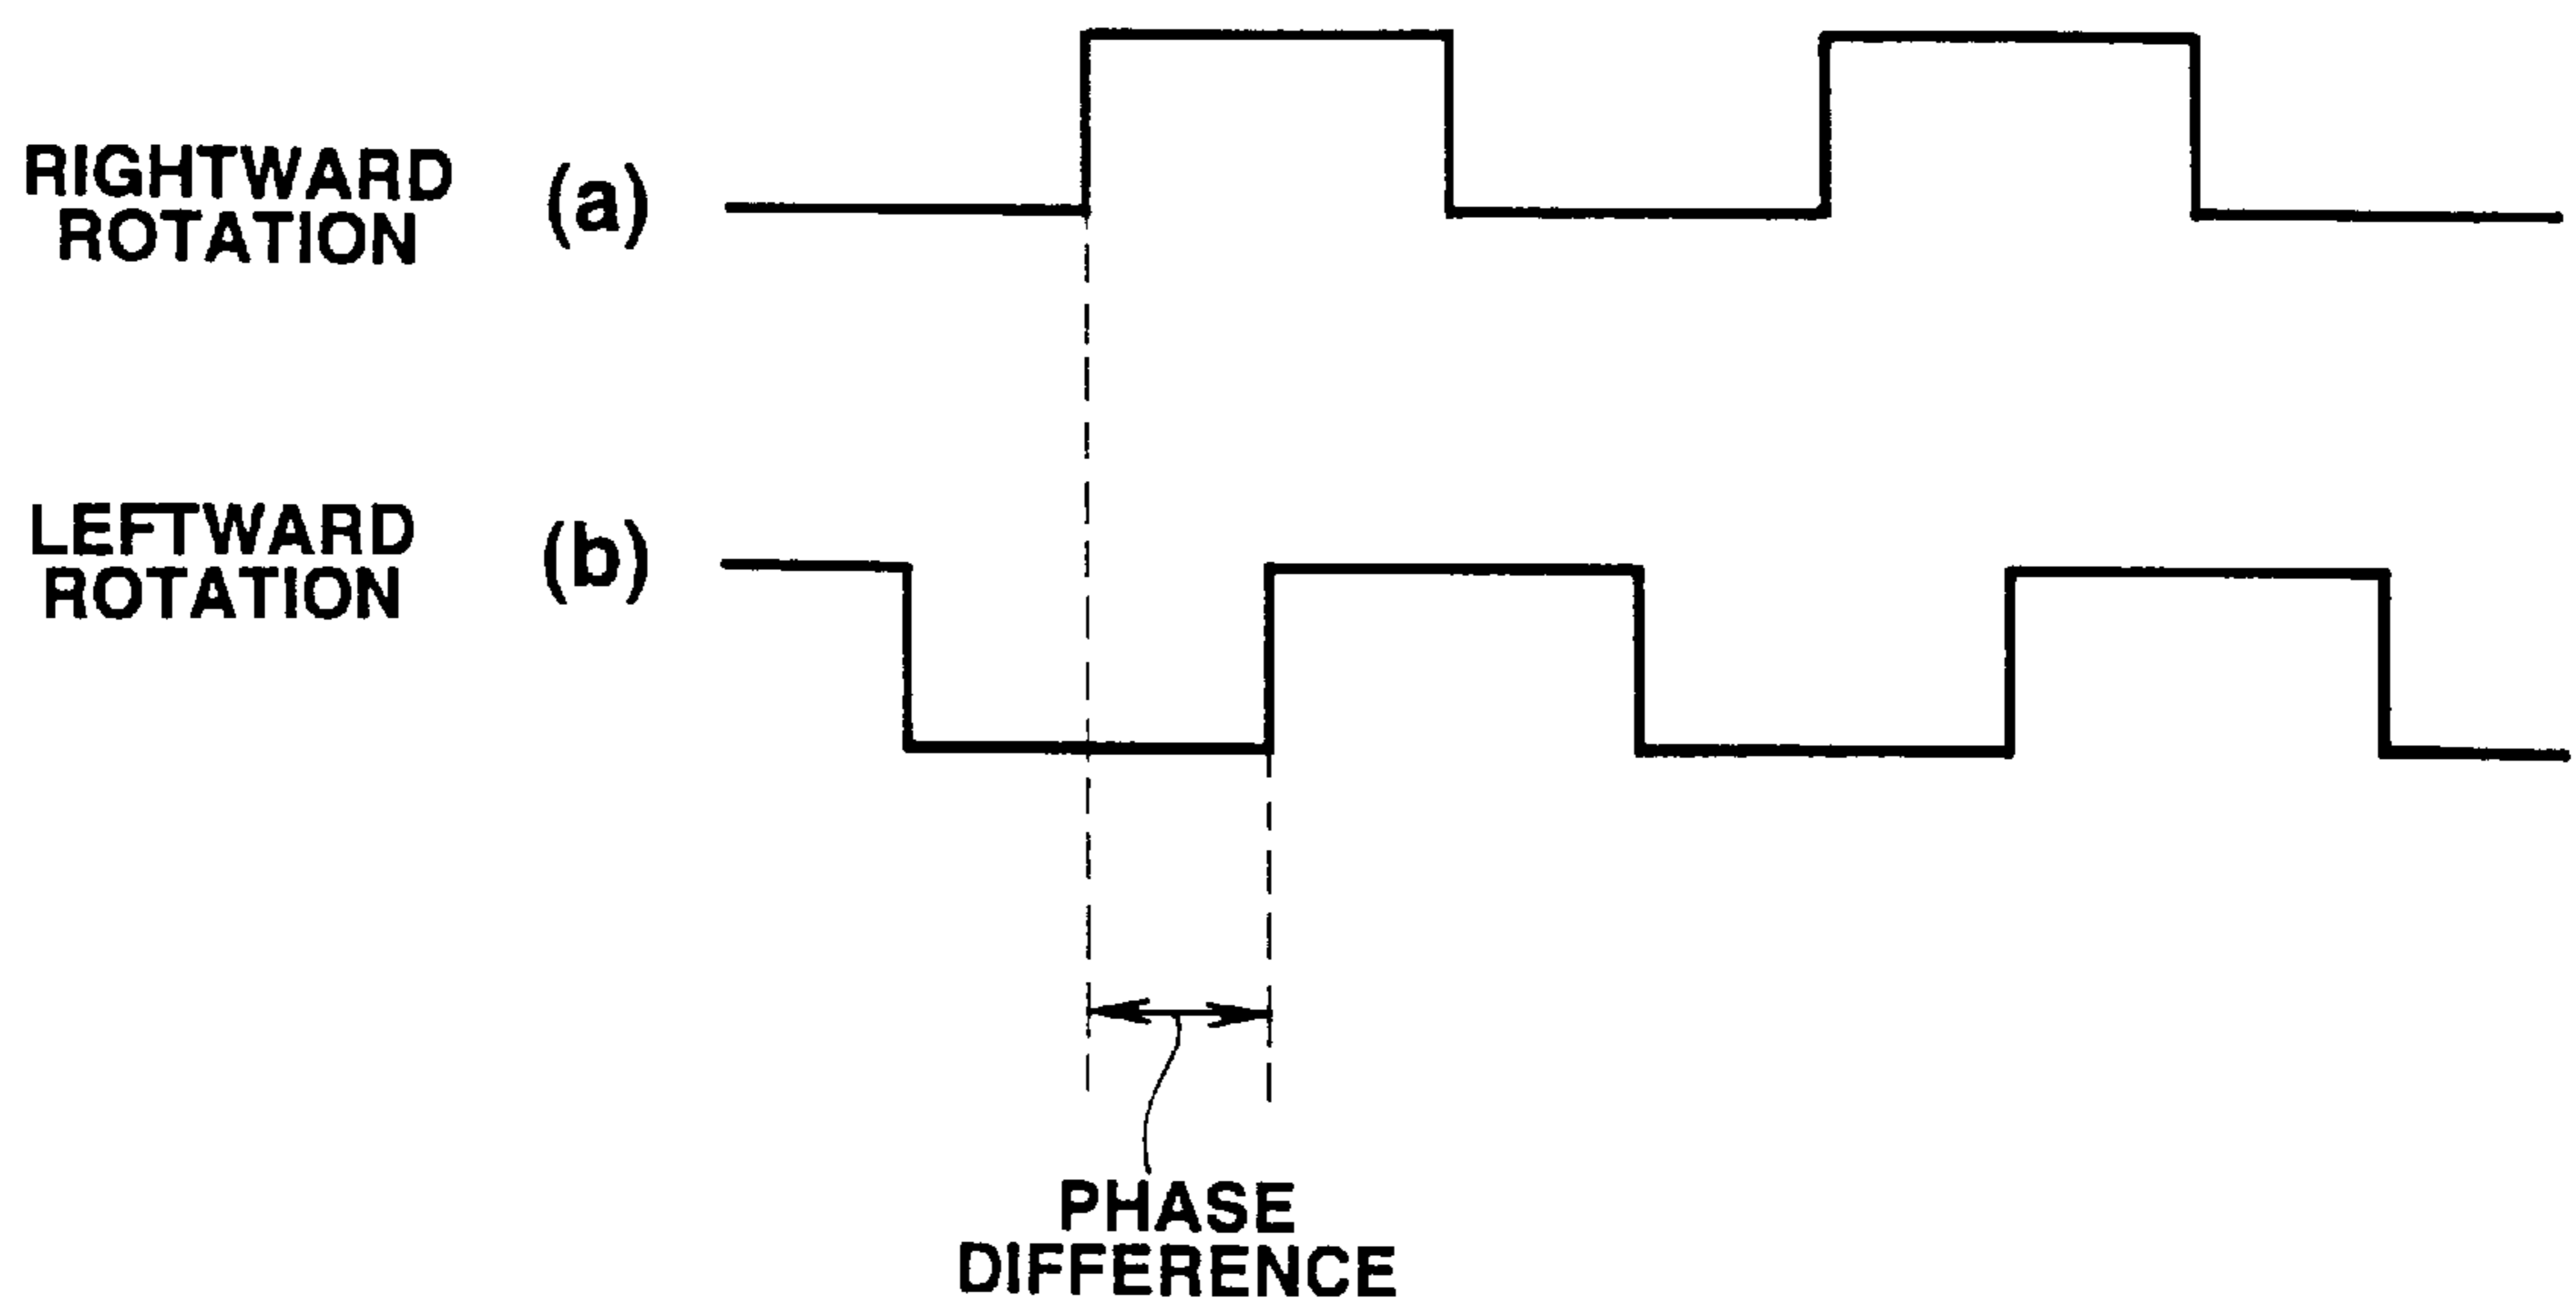 RIGHTWARD
ROTATION
(a)
LEFTWARD
ROTATION
(b)
PHASE
DIFFERENCE